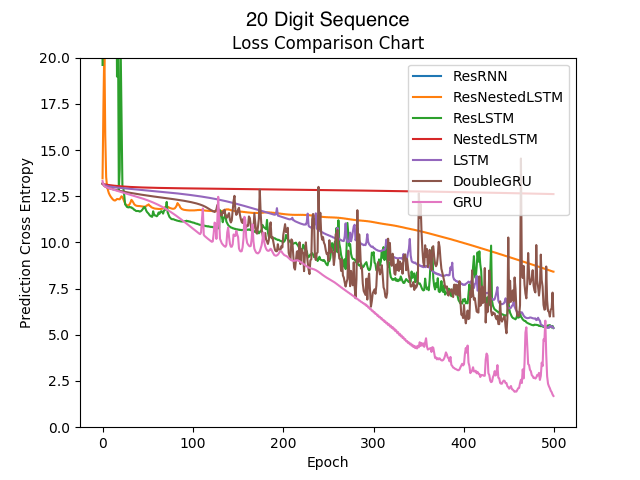 20 Digit Sequence
Loss Comparison Chart
20.0
17.5
15.0
12.5
10.0
7.5
5.0
2.5
0.0
Prediction Cross Entropy
ResRNN
ResNestedLSTM
ResLSTM
NestedLSTM
LSTM
DoubleGRU
GRU
0 100 200 300 400 500
Epoch